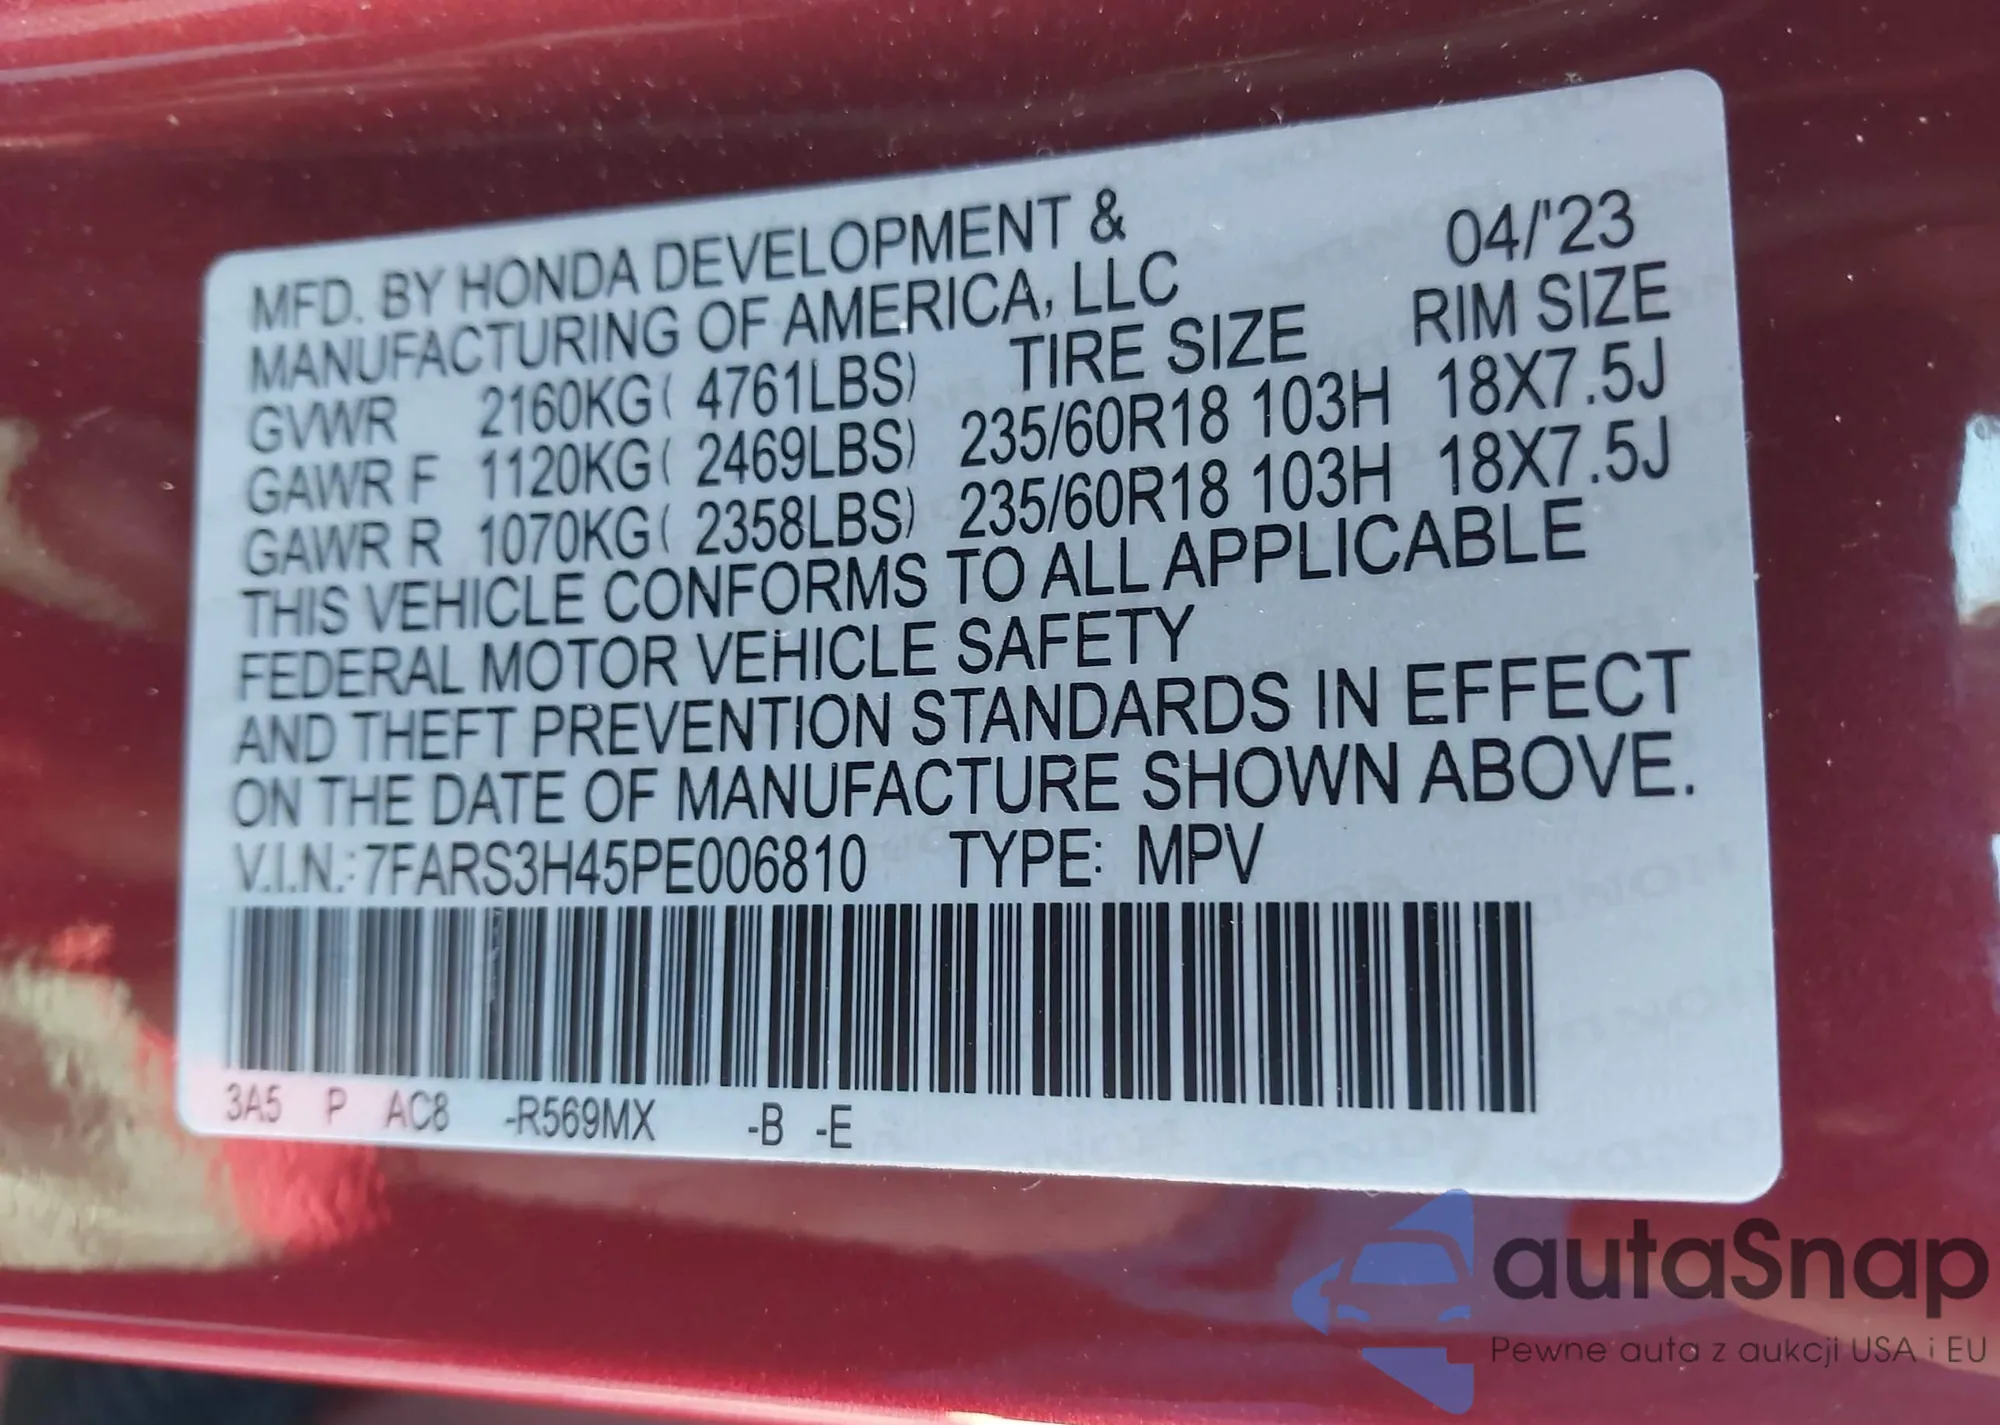 MFD. BY HONDA DEVELOPMENT & 04/'23
MANUFACTURING OF AMERICA, LLC
TIRE SIZE RIM SIZE
GVWR 2160KG( 4761LBS)
GAWR F 1120KG( 2469LBS) 235/60R18 103H 18X7.5J
GAWR R 1070KG( 2358LBS) 235/60R18 103H 18X7.5J
THIS VEHICLE CONFORMS TO ALL APPLICABLE
FEDERAL MOTOR VEHICLE SAFETY
AND THEFT PREVENTION STANDARDS IN EFFECT
ON THE DATE OF MANUFACTURE SHOWN ABOVE.
V.I.N.:7FARS3H45PE006810 TYPE: MPV
3A5 P AC8 -R569MX -B -E
autaSnap
Pewne auta z aukcji USA i EU